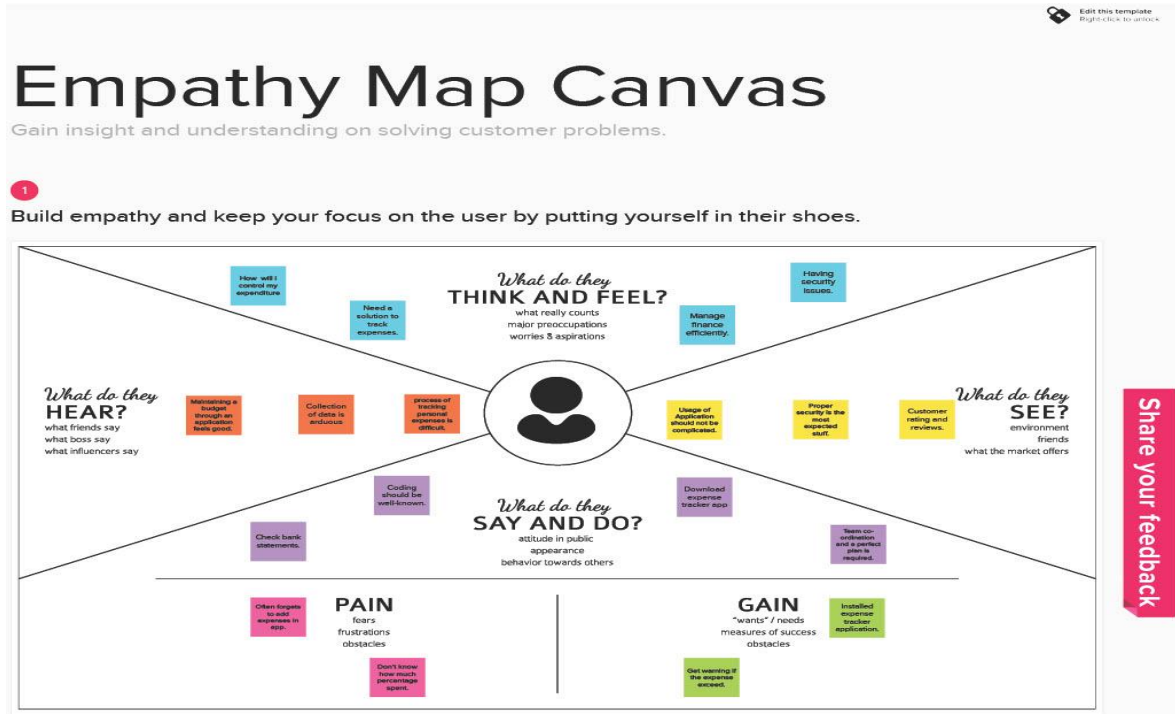 Edit this template
Right-click to unlock
Empathy Map Canvas
Gain insight and understanding on solving customer problems.
1
Build empathy and keep your focus on the user by putting yourself in their shoes.
How will i
control my
expenditure
Need a
solution to
track
expenses.
What do they
THINK AND FEEL?
what really counts
major preoccupations
worries & aspirations
Manage
finance
efficiently.
Having
security
issues.
What do they
HEAR?
what friends say
what boss say
what influencers say
Maintaining a
budget
through an
application
feels good.
Collection
of data is
arduous
process of
tracking
personal
expenses is
difficult.
Usage of
Application
should not be
complicated.
Proper
security is the
most
expected
stuff.
Customer
rating and
reviews.
What do they
SEE?
environment
friends
what the market offers
Share your feedback
Check bank
statements.
Coding
should be
well-known.
What do they
SAY AND DO?
attitude in public
appearance
behavior towards others
Download
expense
tracker app
Team co-
ordination
and a perfect
plan is
required.
Often forgets
to add
expenses in
app.
PAIN
fears
frustrations
obstacles
Don't know
how much
percentage
spent.
GAIN
"wants" / needs
measures of success
obstacles
Installed
expense
tracker
application.
Get warning if
the expense
exceed.